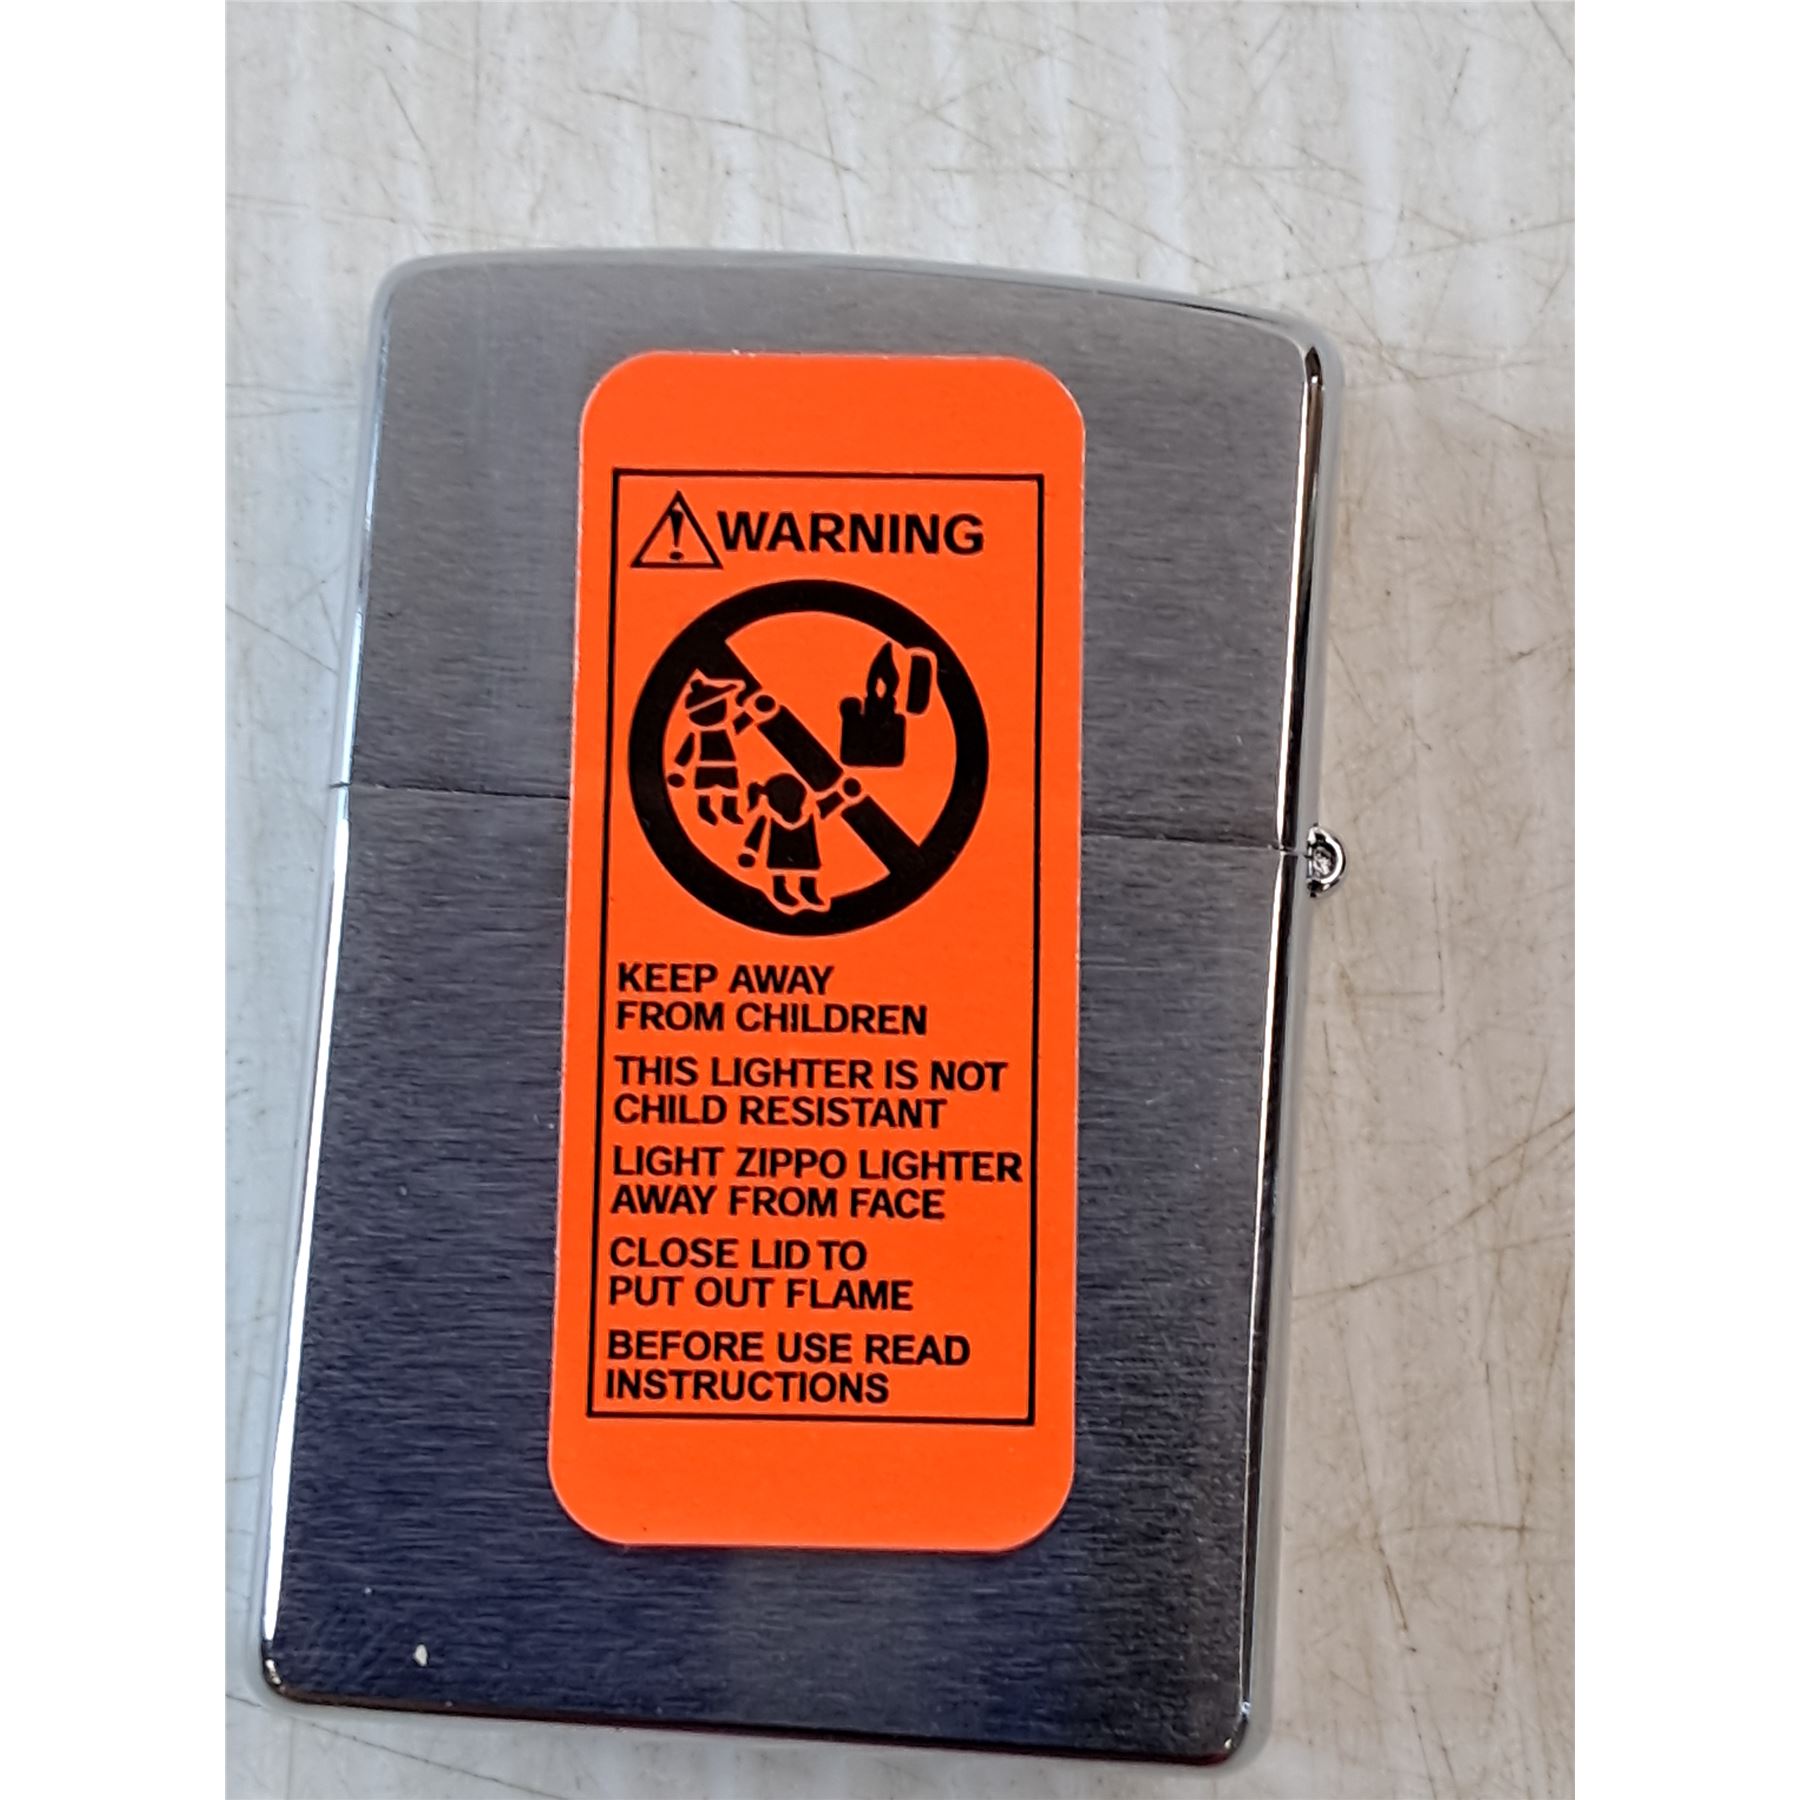 WARNING
KEEP AWAY
FROM CHILDREN
THIS LIGHTER IS NOT
CHILD RESISTANT
LIGHT ZIPPO LIGHTER
AWAY FROM FACE
CLOSE LID TO
PUT OUT FLAME
BEFORE USE READ
INSTRUCTIONS